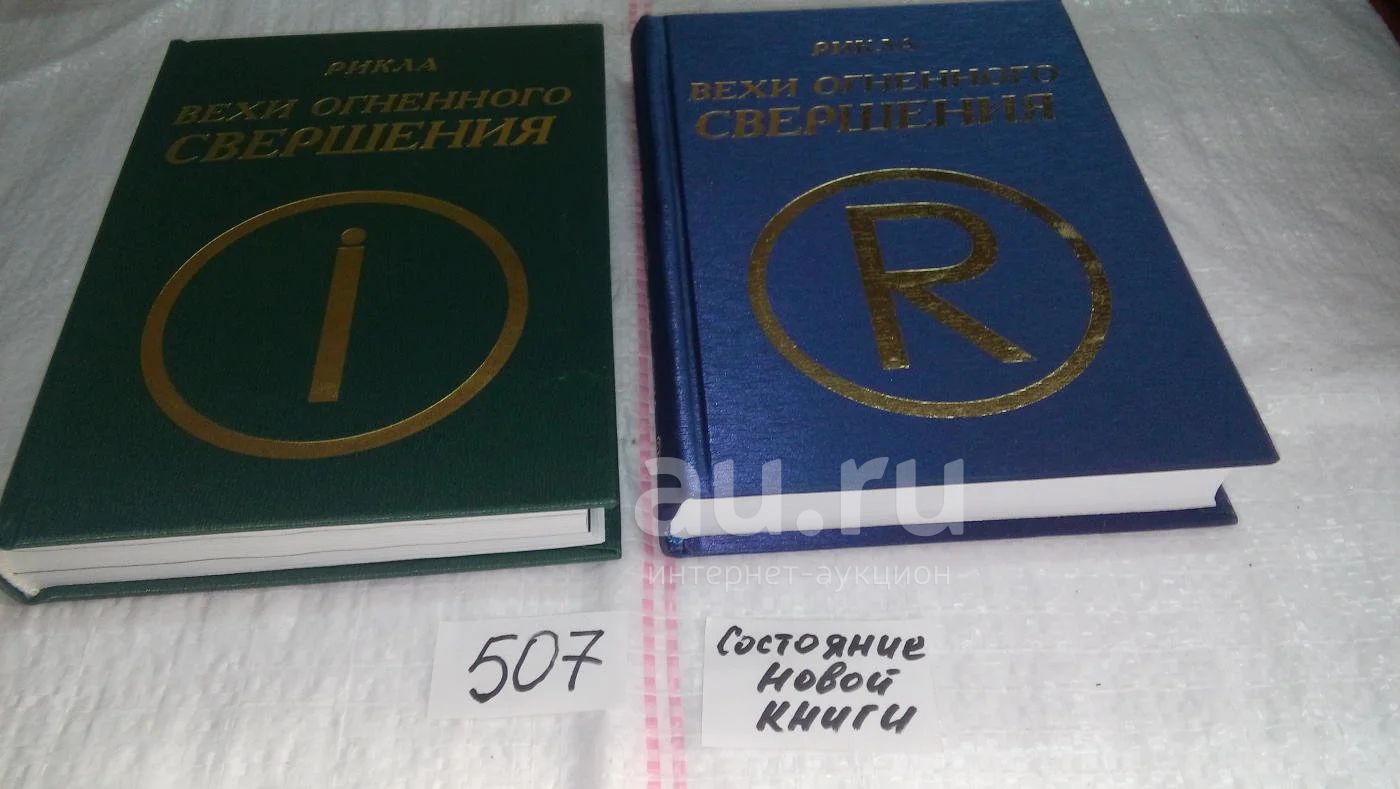 РИКЛА
ВЕХИ ОГНЕННОГО
СВЕРШЕНИЯ
i
РИКЛА
ВЕХИ ОГНЕННОГО
СВЕРШЕНИЯ
R
au.ru
интернет-аукцион
507
Состояние
новой
книги